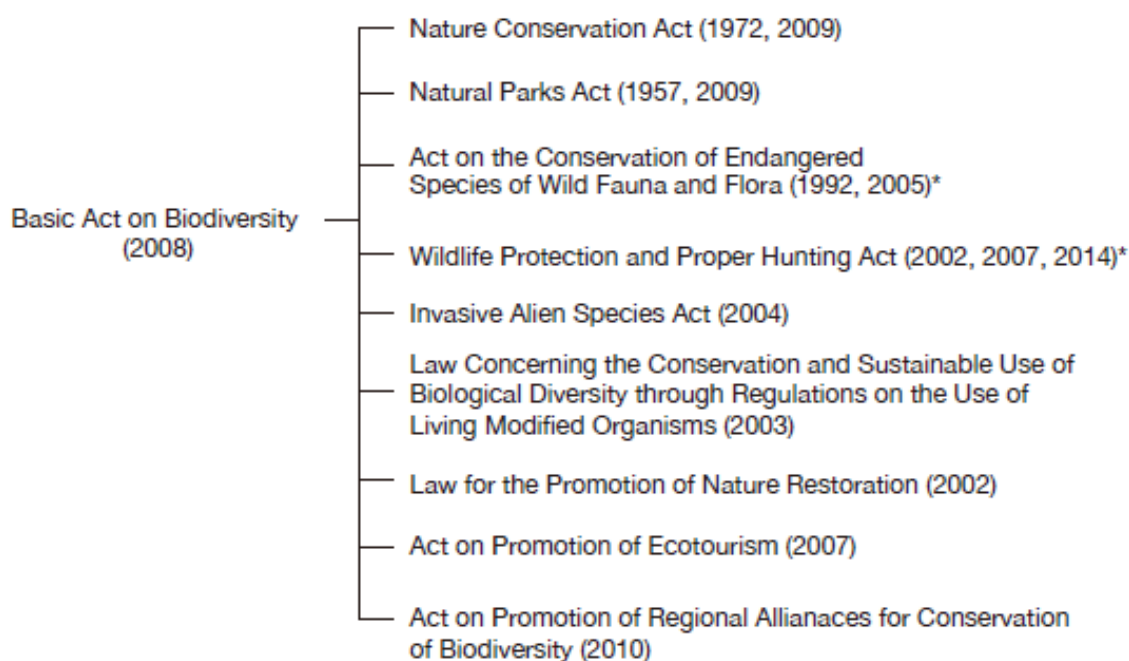 Nature Conservation Act (1972, 2009)
Natural Parks Act (1957, 2009)
Act on the Conservation of Endangered
Species of Wild Fauna and Flora (1992, 2005)*
Basic Act on Biodiversity
(2008)
Wildlife Protection and Proper Hunting Act (2002, 2007, 2014)*
Invasive Alien Species Act (2004)
Law Concerning the Conservation and Sustainable Use of
Biological Diversity through Regulations on the Use of
Living Modified Organisms (2003)
Law for the Promotion of Nature Restoration (2002)
Act on Promotion of Ecotourism (2007)
Act on Promotion of Regional Allianaces for Conservation
of Biodiversity (2010)